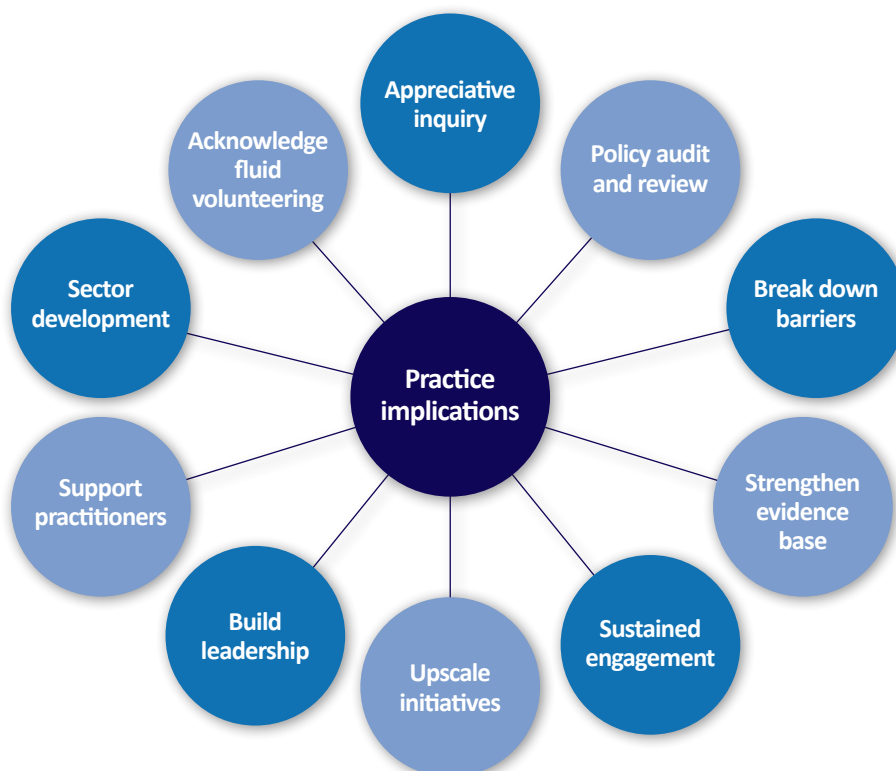 Appreciative
inquiry
Policy audit
and review
Break down
barriers
Strengthen
evidence
base
Sustained
engagement
Upscale
initiatives
Build
leadership
Support
practitioners
Sector
development
Acknowledge
fluid
volunteering
Practice
implications